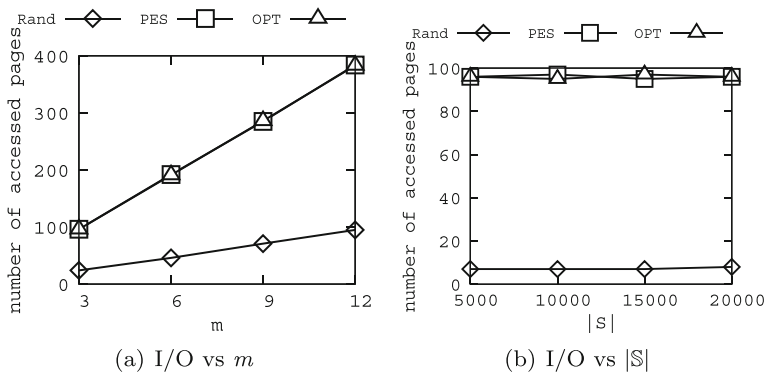 Rand PES OPT
number of accessed pages
400
300
200
100
0
3 6 9 12
m
(a) I/O vs m
Rand PES OPT
number of accessed pages
100
80
60
40
20
0
5000 10000 15000 20000
|S|
(b) I/O vs |𝕊|